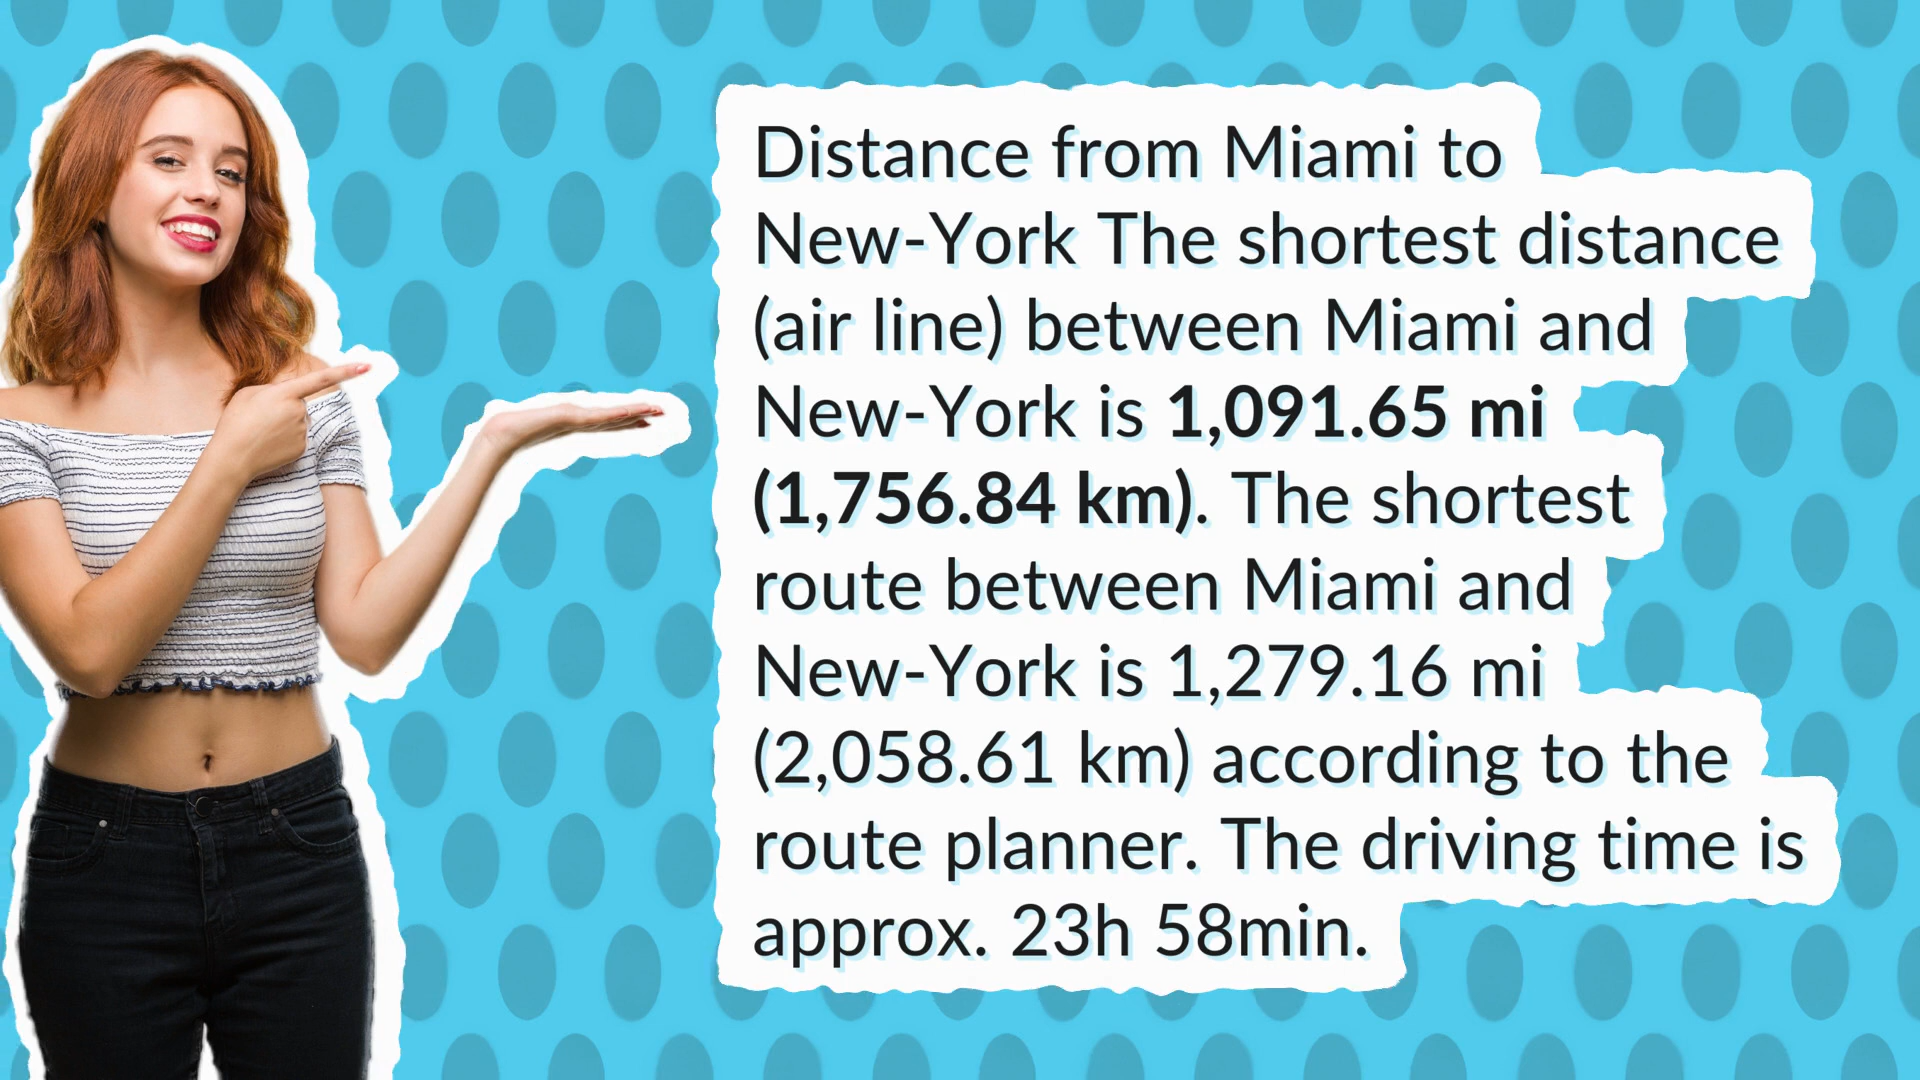 Distance from Miami to
New-York The shortest distance
(air line) between Miami and
New-York is 1,091.65 mi
(1,756.84 km). The shortest
route between Miami and
New-York is 1,279.16 mi
(2,058.61 km) according to the
route planner. The driving time is
approx. 23h 58min.